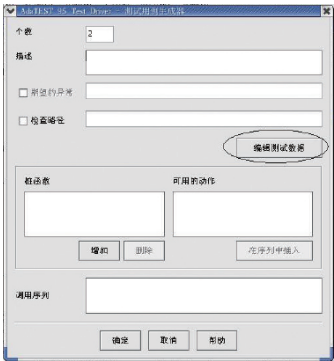 AdaTEST 95 Test Driver - 测试用例生成器
个数
2
描述
期望的异常
检查路径
编辑测试数据
桩函数
可用的动作
增加
删除
在序列中插入
调用序列
确定
取消
帮助